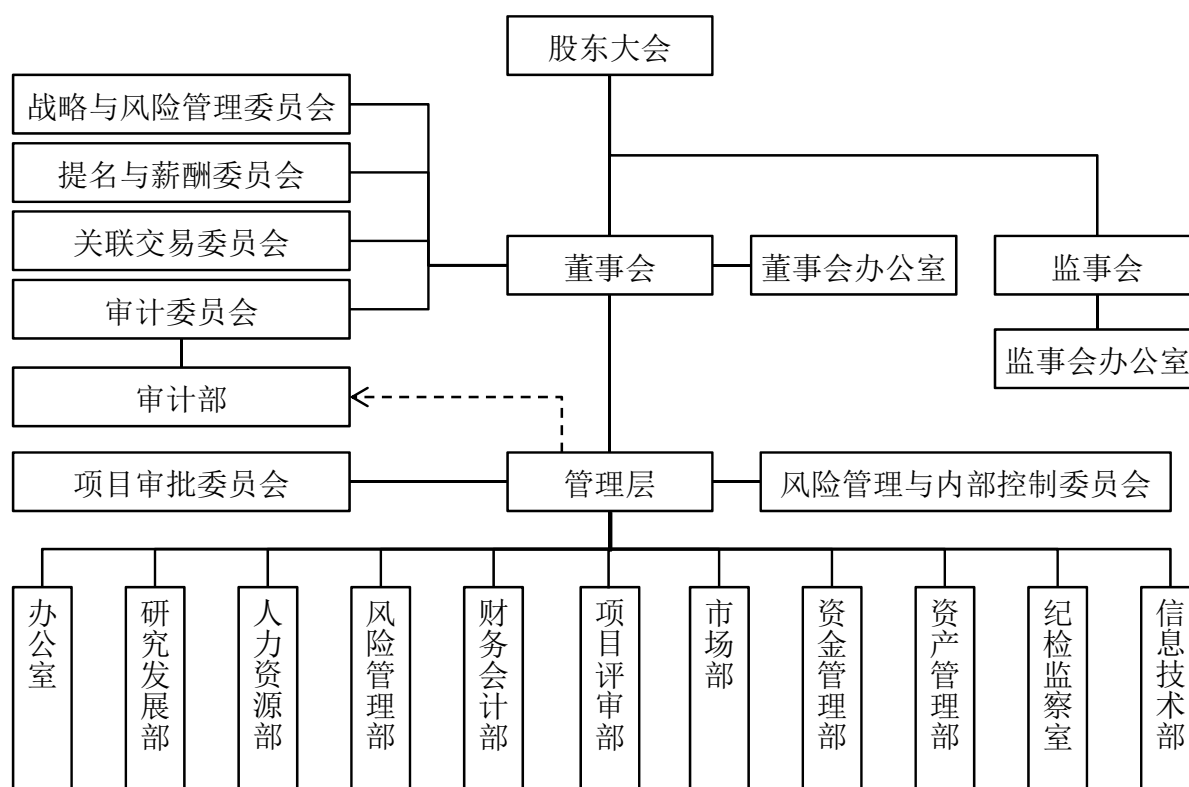 股东大会
战略与风险管理委员会
提名与薪酬委员会
关联交易委员会
董事会
董事会办公室
监事会
审计委员会
监事会办公室
审计部
项目审批委员会
管理层
风险管理与内部控制委员会
办公室
研究发展部
人力资源部
风险管理部
财务会计部
项目评审部
市场部
资金管理部
资产管理部
纪检监察室
信息技术部